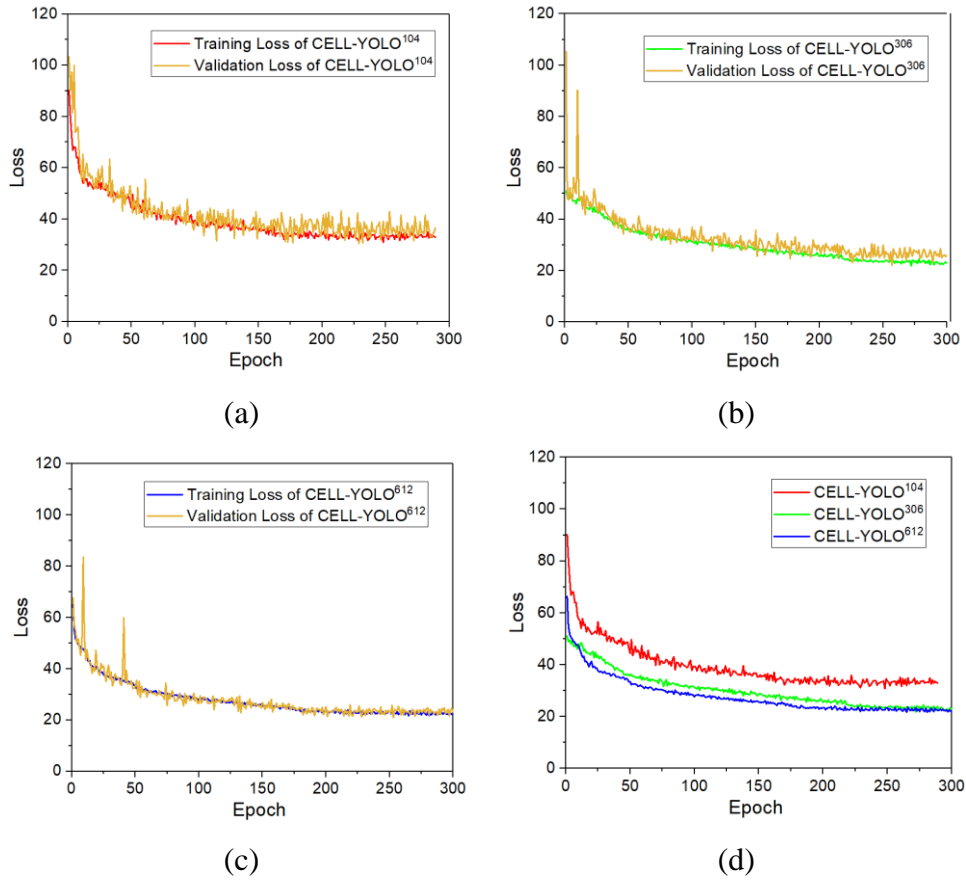 120
100
80
60
40
20
0
Loss
Training Loss of CELL-YOLO¹⁰⁴
Validation Loss of CELL-YOLO¹⁰⁴
0 50 100 150 200 250 300
Epoch
(a)
120
100
80
60
40
20
0
Loss
Training Loss of CELL-YOLO³⁰⁶
Validation Loss of CELL-YOLO³⁰⁶
0 50 100 150 200 250 300
Epoch
(b)
120
100
80
60
40
20
0
Loss
Training Loss of CELL-YOLO⁶¹²
Validation Loss of CELL-YOLO⁶¹²
0 50 100 150 200 250 300
Epoch
(c)
120
100
80
60
40
20
0
Loss
CELL-YOLO¹⁰⁴
CELL-YOLO³⁰⁶
CELL-YOLO⁶¹²
0 50 100 150 200 250 300
Epoch
(d)